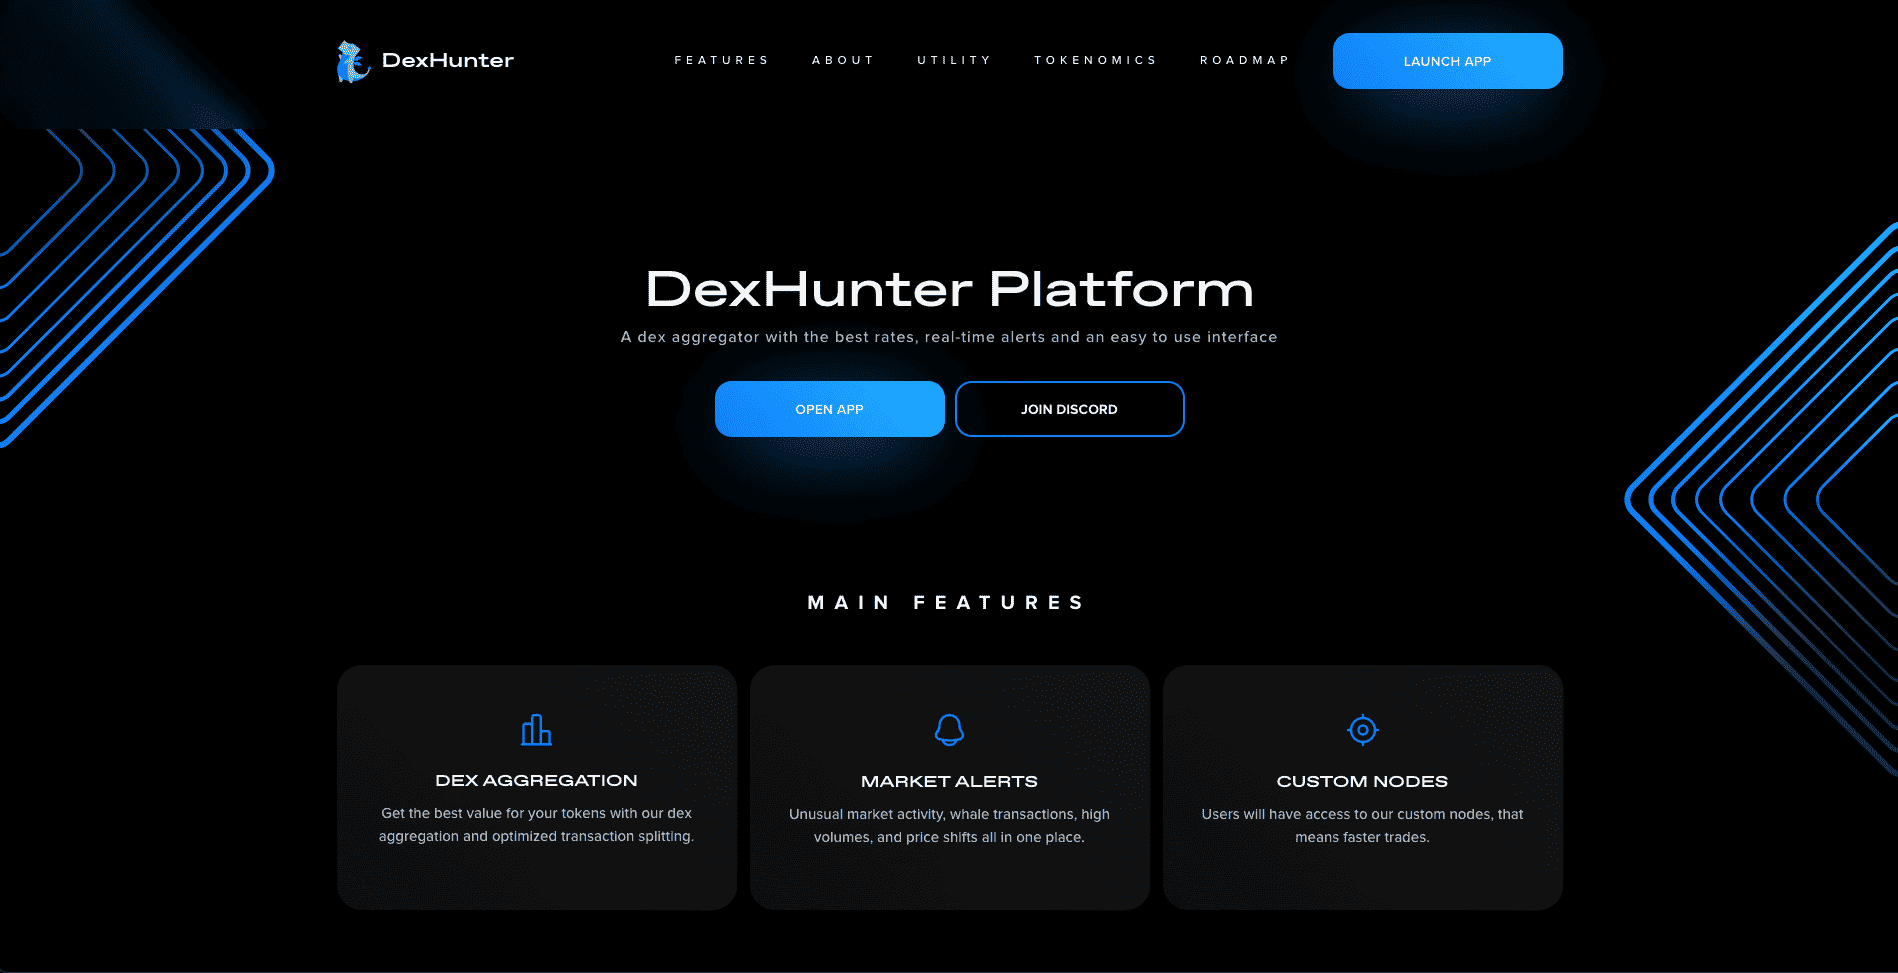 DexHunter
FEATURES
ABOUT
UTILITY
TOKENOMICS
ROADMAP
LAUNCH APP
DexHunter Platform
A dex aggregator with the best rates, real-time alerts and an easy to use interface
OPEN APP
JOIN DISCORD
MAIN FEATURES
DEX AGGREGATION
Get the best value for your tokens with our dex
aggregation and optimized transaction splitting.
MARKET ALERTS
Unusual market activity, whale transactions, high
volumes, and price shifts all in one place.
CUSTOM NODES
Users will have access to our custom nodes, that
means faster trades.